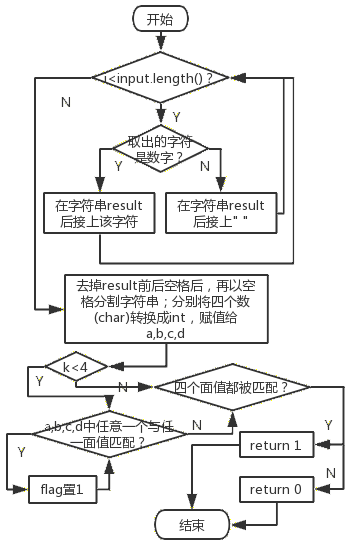 开始
i<input.length()？
N
Y
取出的字符
是数字？
Y
N
在字符串result
后接上该字符
在字符串result
后接上" "
去掉result前后空格后，再以空
格分割字符串；分别将四个数
(char)转换成int，赋值给
a,b,c,d
k<4
Y
N
四个面值都被匹配？
a,b,c,d中任意一个与任
一面值匹配？
N
Y
Y
return 1
N
flag置1
return 0
结束